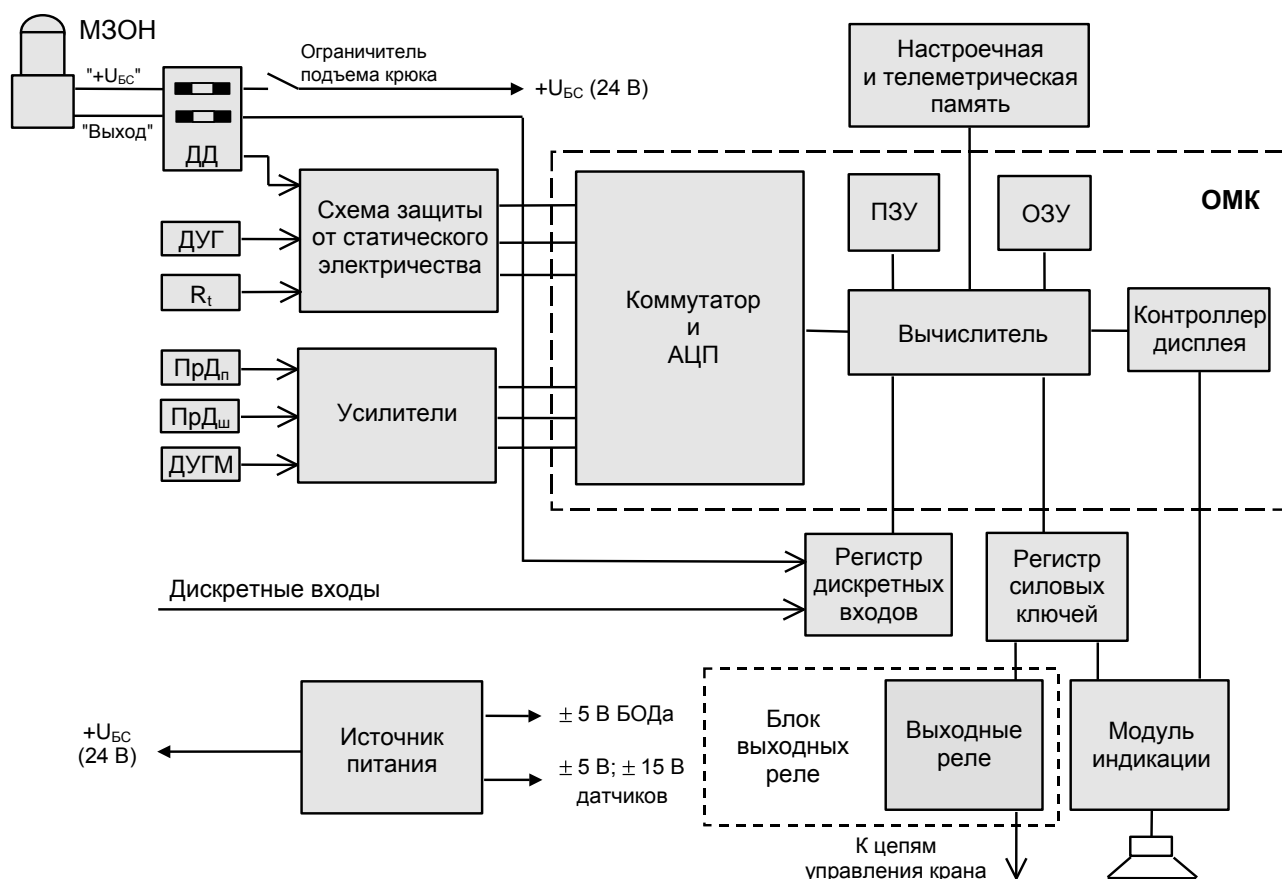 МЗОН
"+UБС"
"Выход"
ДД
Ограничитель
подъема крюка
+UБС (24 В)
Настроечная
и телеметрическая
память
ОМК
ДУГ
Rt
Схема защиты
от статического
электричества
ПрДп
ПрДш
ДУГМ
Усилители
Коммутатор
и
АЦП
ПЗУ
ОЗУ
Вычислитель
Контроллер
дисплея
Дискретные входы
Регистр
дискретных
входов
Регистр
силовых
ключей
+UБС
(24 В)
Источник
питания
± 5 В БОДа
± 5 В; ± 15 В
датчиков
Блок
выходных
реле
Выходные
реле
Модуль
индикации
К цепям
управления крана